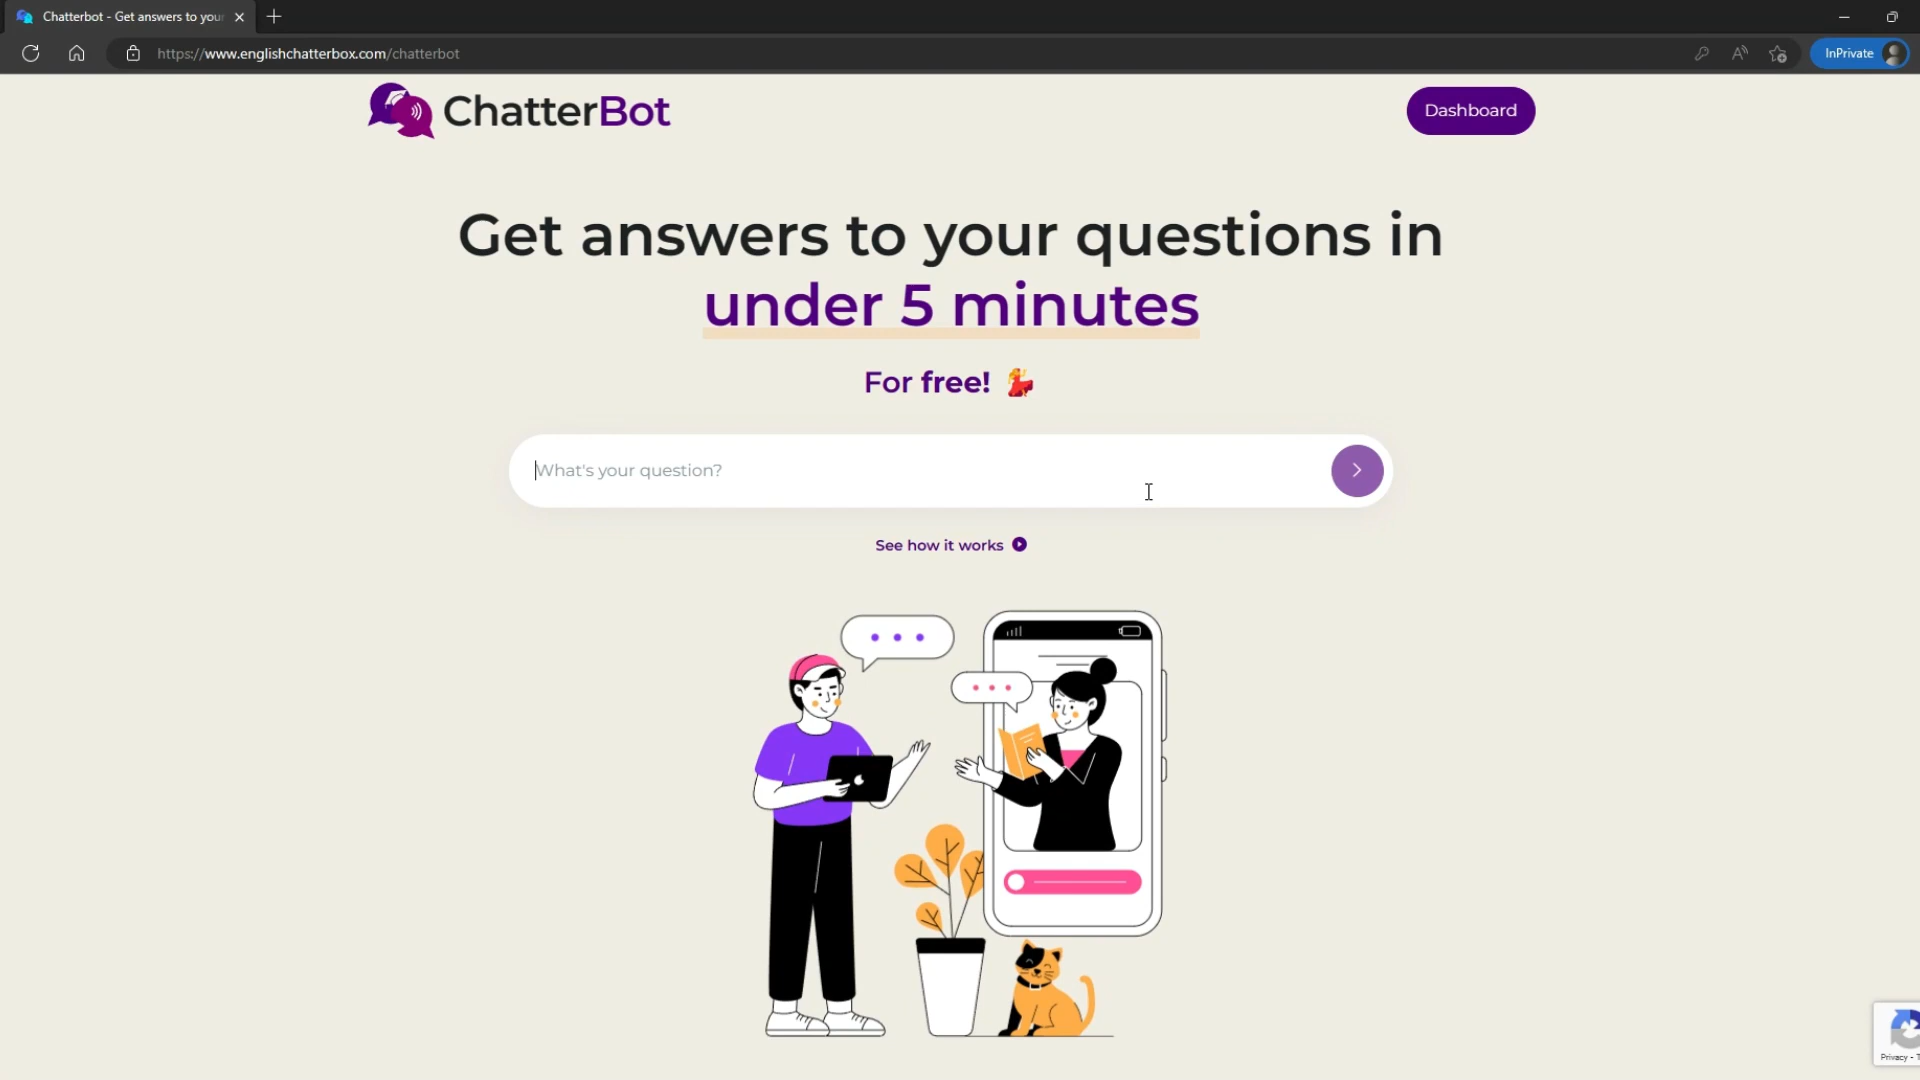 Chatterbot - Get answers to your
https://www.englishchatterbox.com/chatterbot
InPrivate
ChatterBot
Dashboard
Get answers to your questions in
under 5 minutes
For free!
What's your question?
See how it works
Privacy -